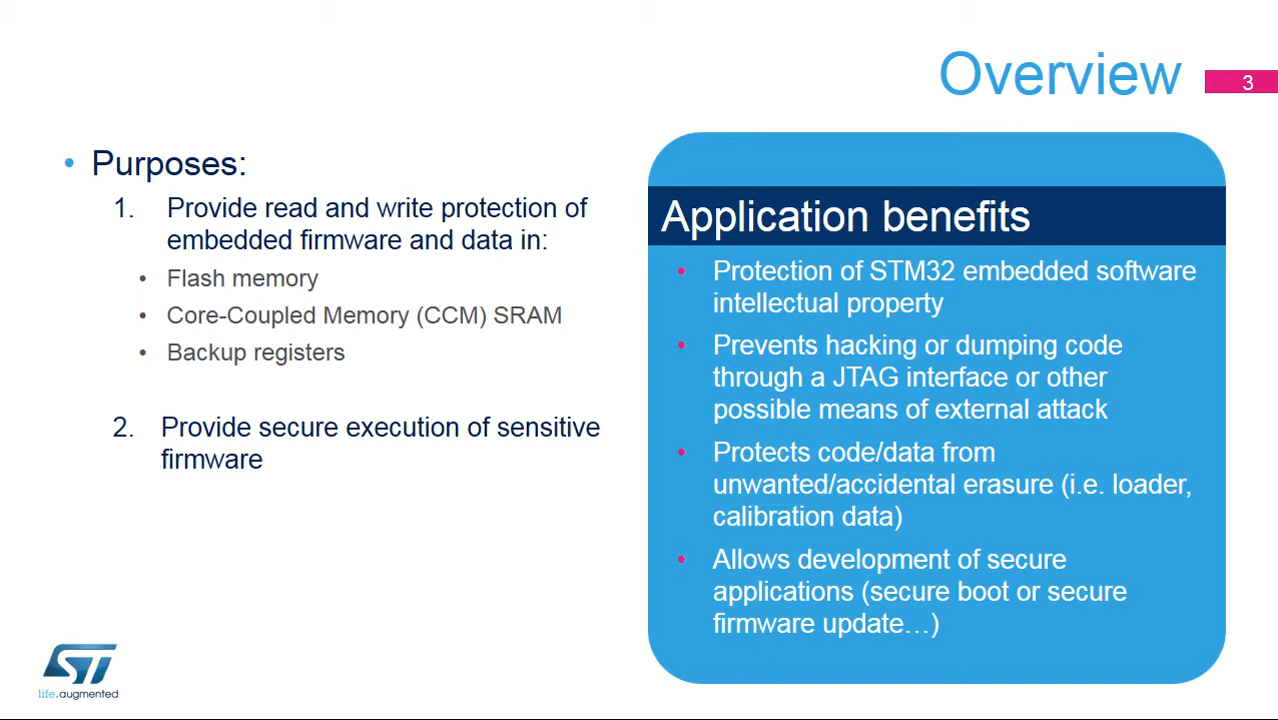 Overview
3
• Purposes:
1. Provide read and write protection of
embedded firmware and data in:
• Flash memory
• Core-Coupled Memory (CCM) SRAM
• Backup registers
2. Provide secure execution of sensitive
firmware
Application benefits
• Protection of STM32 embedded software
intellectual property
• Prevents hacking or dumping code
through a JTAG interface or other
possible means of external attack
• Protects code/data from
unwanted/accidental erasure (i.e. loader,
calibration data)
• Allows development of secure
applications (secure boot or secure
firmware update…)
ST
life.augmented